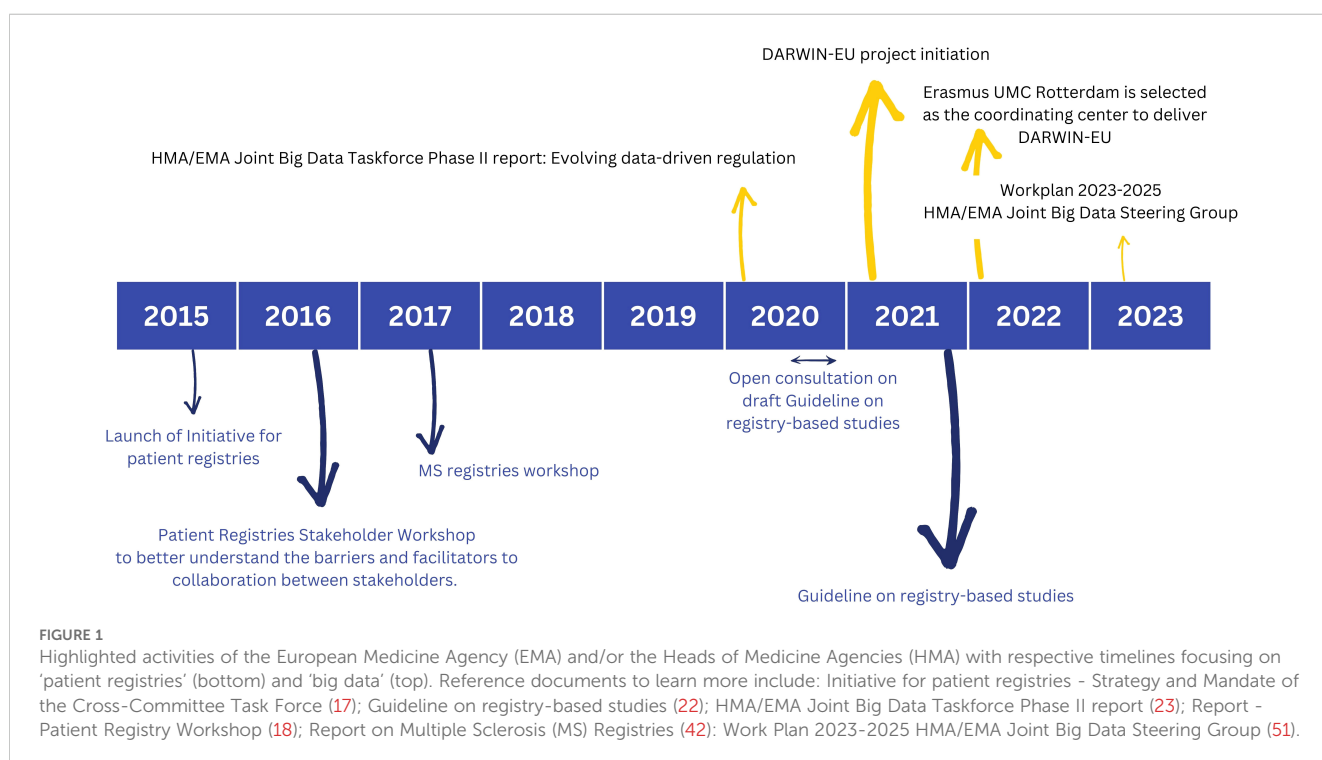 DARWIN-EU project initiation
Erasmus UMC Rotterdam is selected
as the coordinating center to deliver
DARWIN-EU
HMA/EMA Joint Big Data Taskforce Phase II report: Evolving data-driven regulation
Workplan 2023-2025
HMA/EMA Joint Big Data Steering Group
2015 2016 2017 2018 2019 2020 2021 2022 2023
Open consultation on
draft Guideline on
registry-based studies
Launch of Initiative for
patient registries
MS registries workshop
Patient Registries Stakeholder Workshop
to better understand the barriers and facilitators to
collaboration between stakeholders.
Guideline on registry-based studies
FIGURE 1
Highlighted activities of the European Medicine Agency (EMA) and/or the Heads of Medicine Agencies (HMA) with respective timelines focusing on
‘patient registries’ (bottom) and ‘big data’ (top). Reference documents to learn more include: Initiative for patient registries - Strategy and Mandate of
the Cross-Committee Task Force (17); Guideline on registry-based studies (22); HMA/EMA Joint Big Data Taskforce Phase II report (23); Report -
Patient Registry Workshop (18); Report on Multiple Sclerosis (MS) Registries (42): Work Plan 2023-2025 HMA/EMA Joint Big Data Steering Group (51).